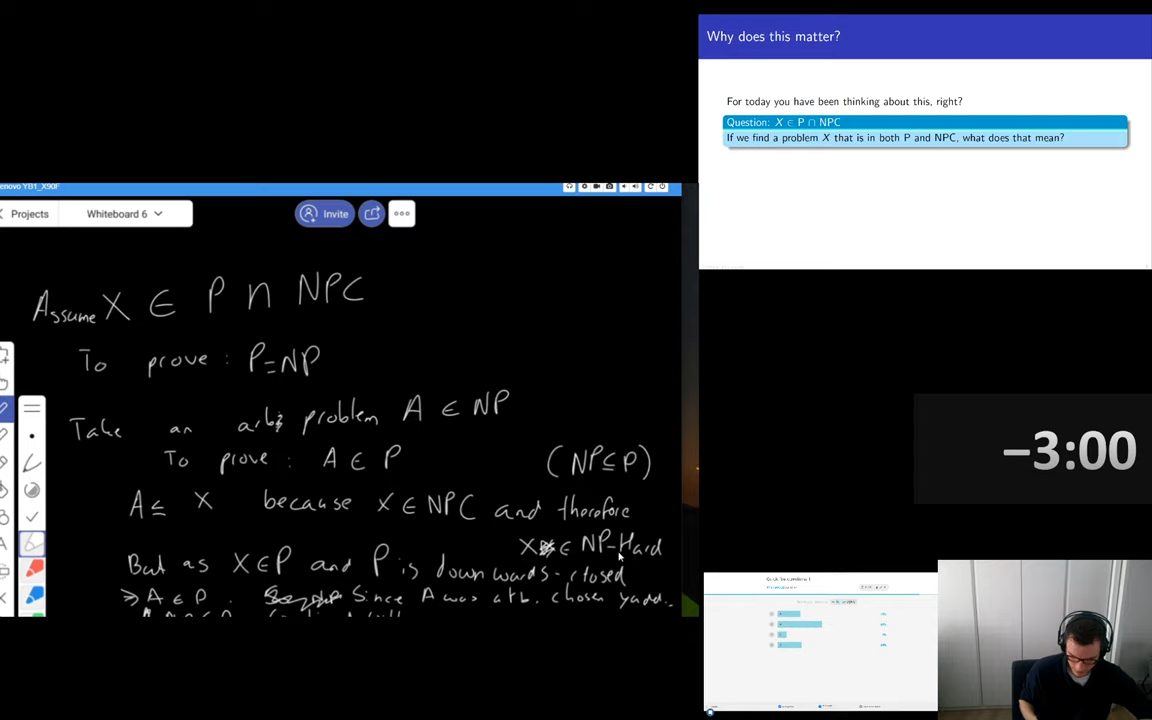 Why does this matter?
For today you have been thinking about this, right?
Question: X ∈ P ∩ NPC
If we find a problem X that is in both P and NPC, what does that mean?
enovo YB1_X90F
Projects
Whiteboard 6
Invite
Assume X ∈ P ∩ NPC
To prove: P=NP
Take an arb. problem A ∈ NP
To prove: A ∈ P (NP⊆P)
A ≤ X because X ∈ NPC and therefore
X ∈ NP-Hard
But as X∈P and P is downwards-closed
⇒ A ∈ P. Since A was arb. chosen
−3:00